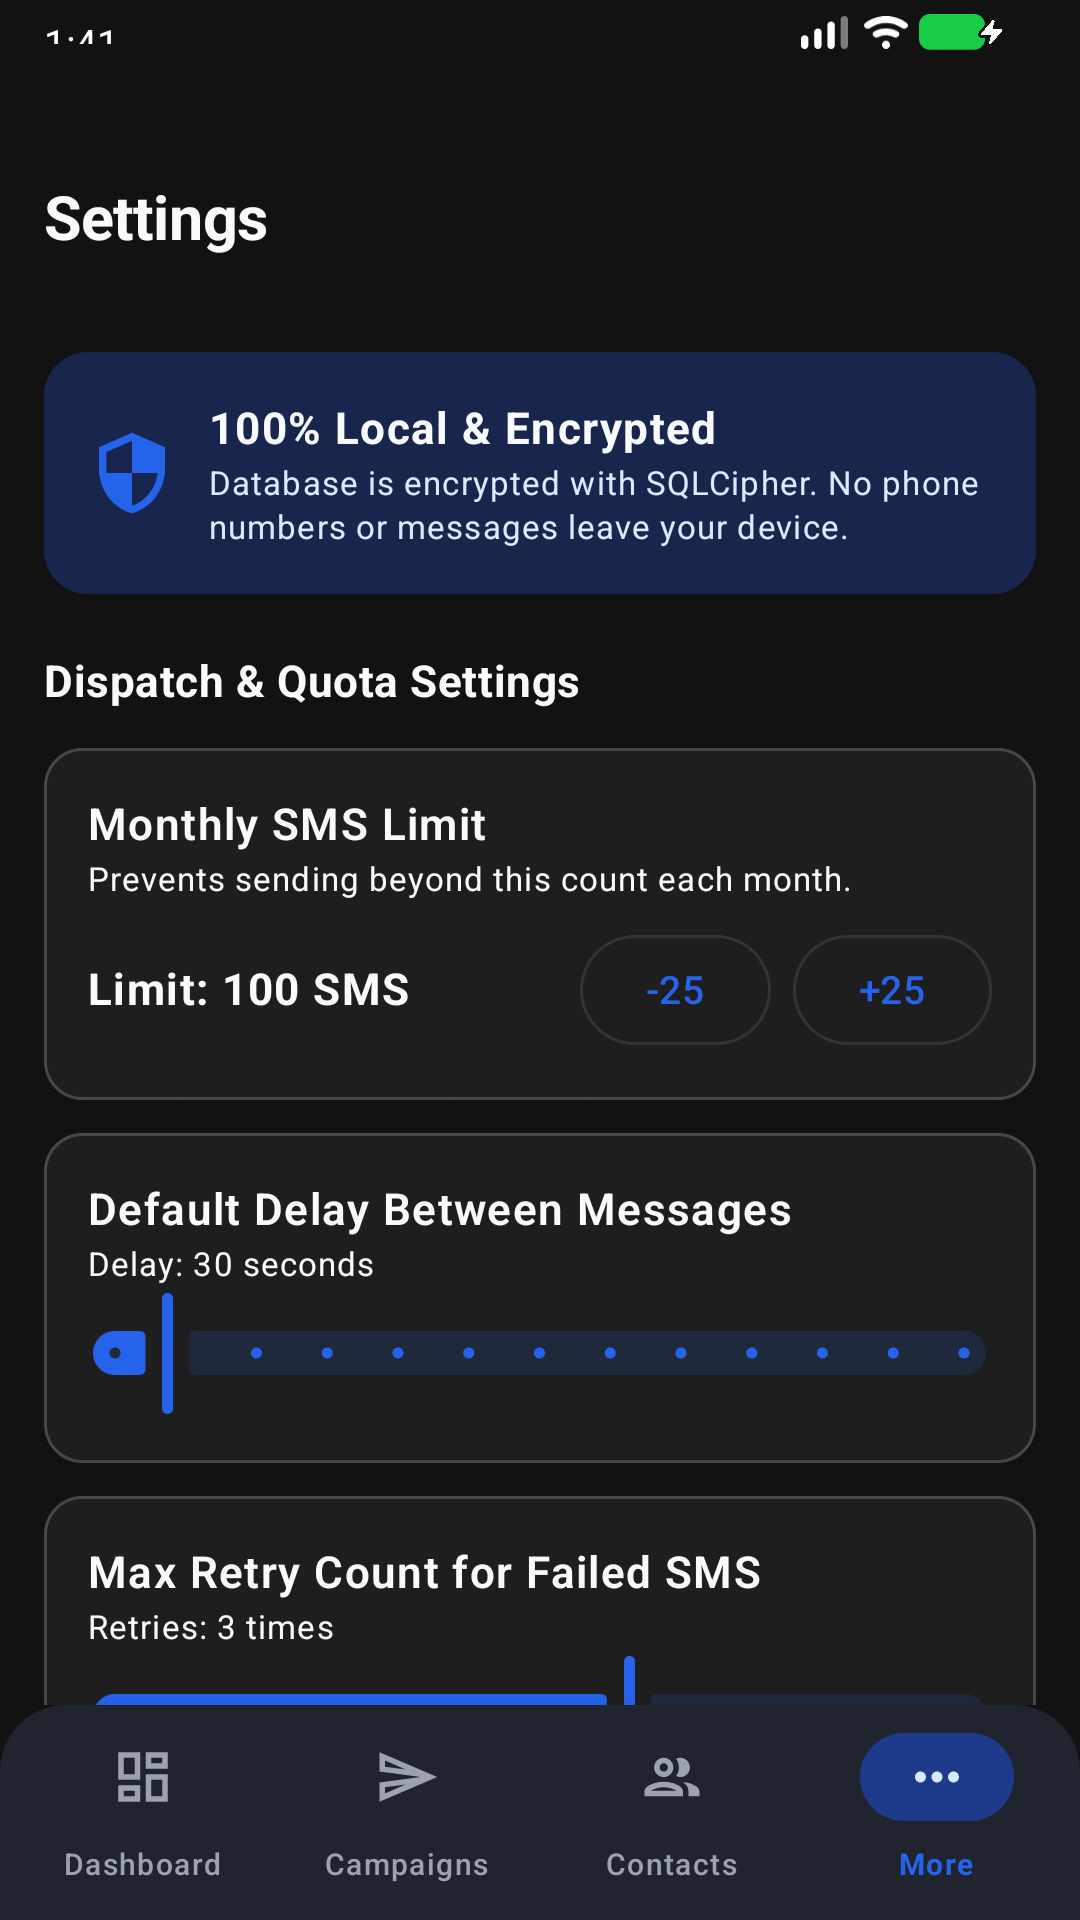 Settings
100% Local & Encrypted
Database is encrypted with SQLCipher. No phone
numbers or messages leave your device.
Dispatch & Quota Settings
Monthly SMS Limit
Prevents sending beyond this count each month.
Limit: 100 SMS
-25
+25
Default Delay Between Messages
Delay: 30 seconds
Max Retry Count for Failed SMS
Retries: 3 times
Dashboard
Campaigns
Contacts
More